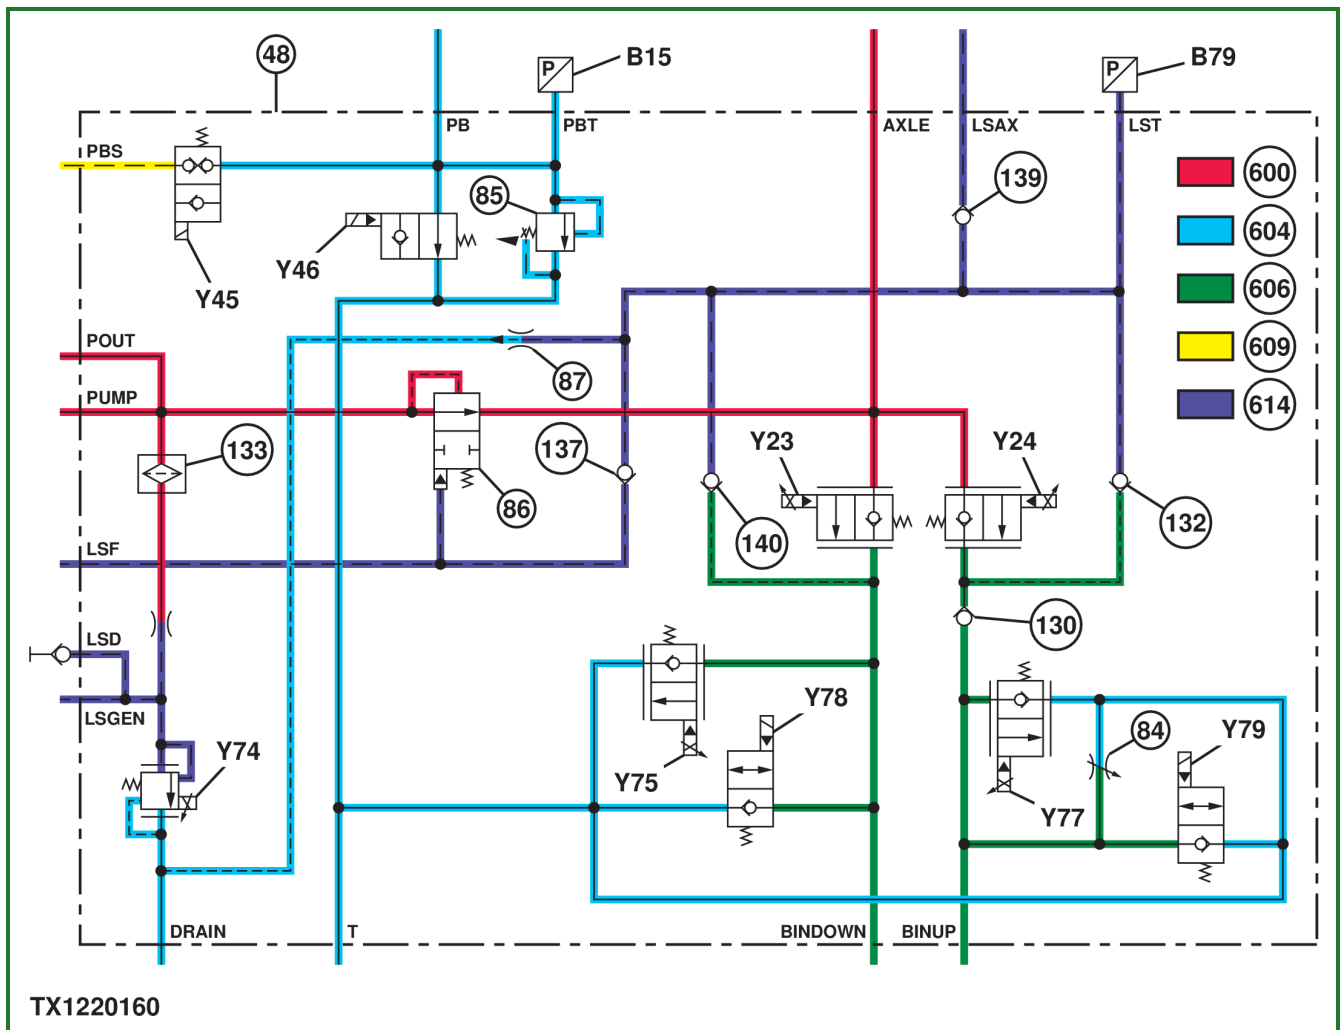 48
P
B15
P
B79
PB
PBT
AXLE
LSAX
LST
PBS
600
139
85
604
Y46
Y45
606
POUT
609
87
PUMP
614
Y23
Y24
133
137
86
140
132
LSF
130
LSD
LSGEN
Y78
84
Y79
Y74
Y75
Y77
DRAIN
T
BINDOWN
BINUP
TX1220160